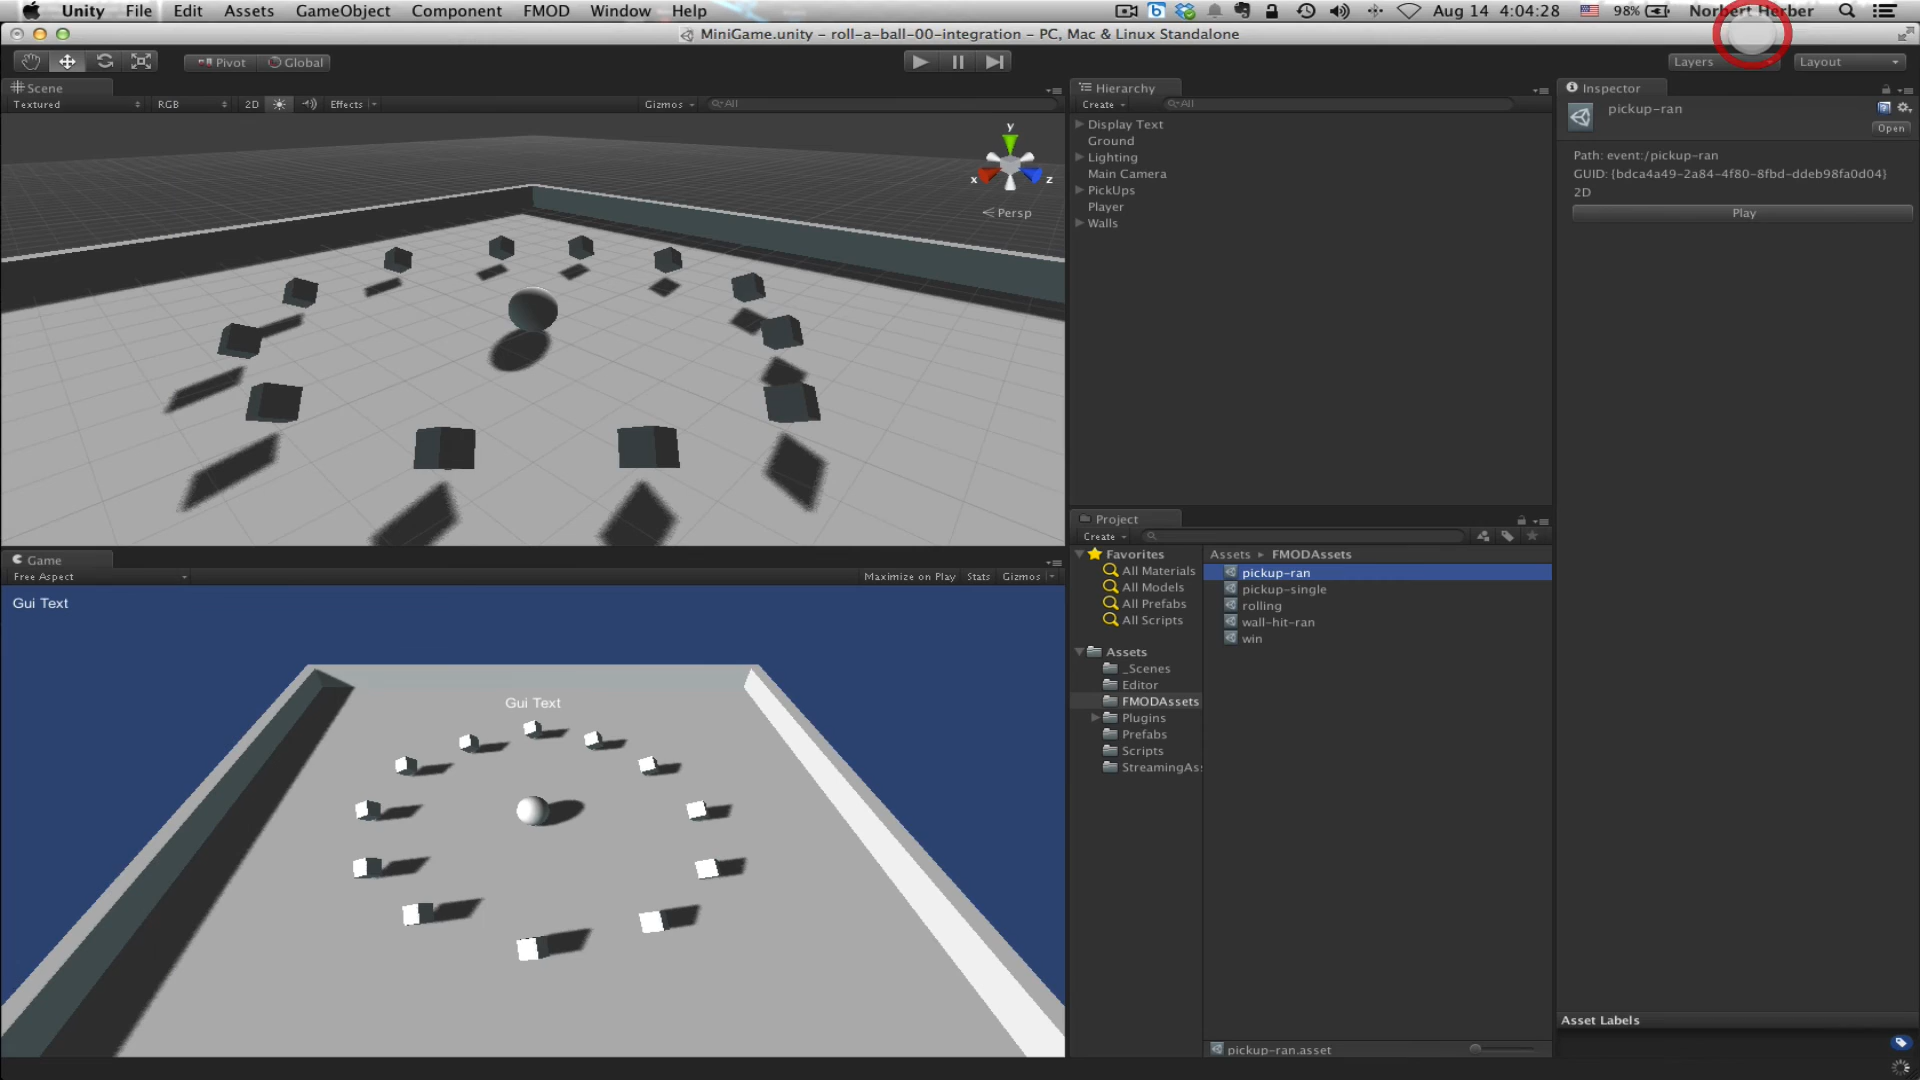 Unity File Edit Assets GameObject Component FMOD Window Help Aug 14 4:04:28 98% Norbert Herber
MiniGame.unity – roll-a-ball-00-integration – PC, Mac & Linux Standalone
Pivot Global Layers Layout
Scene
Textured RGB 2D Effects Gizmos All
y
x
z
Persp
Game
Free Aspect Maximize on Play Stats Gizmos
Gui Text
Gui Text
Hierarchy
Create All
Display Text
Ground
Lighting
Main Camera
PickUps
Player
Walls
Project
Create
Favorites
All Materials
All Models
All Prefabs
All Scripts
Assets
_Scenes
Editor
FMODAssets
Plugins
Prefabs
Scripts
StreamingAss
Assets ▸ FMODAssets
pickup-ran
pickup-single
rolling
wall-hit-ran
win
pickup-ran.asset
Inspector
pickup-ran
Open
Path: event:/pickup-ran
GUID: {bdca4a49-2a84-4f80-8fbd-ddeb98fa0d04}
2D
Play
Asset Labels